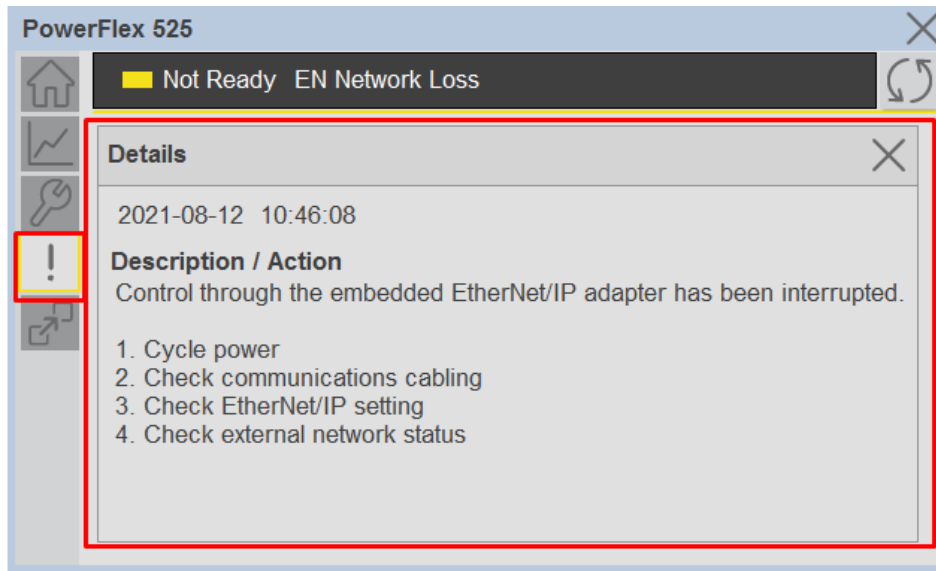 PowerFlex 525
Not Ready EN Network Loss
Details
2021-08-12 10:46:08
Description / Action
Control through the embedded EtherNet/IP adapter has been interrupted.
1. Cycle power
2. Check communications cabling
3. Check EtherNet/IP setting
4. Check external network status